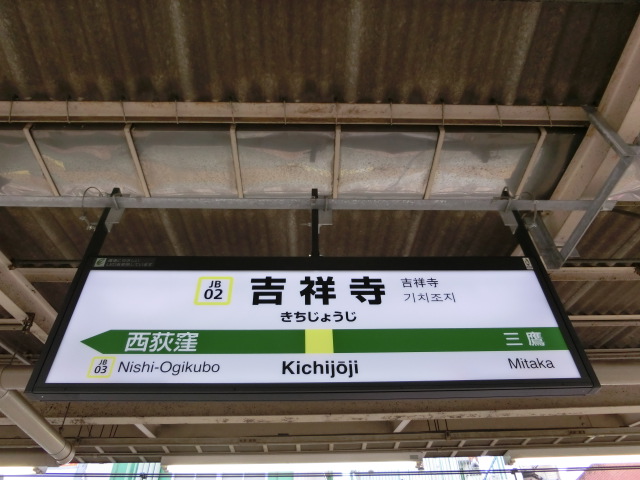 JB
02
吉祥寺
吉祥寺
기치조지
きちじょうじ
西荻窪
三鷹
JB
03
Nishi-Ogikubo
Kichijōji
Mitaka